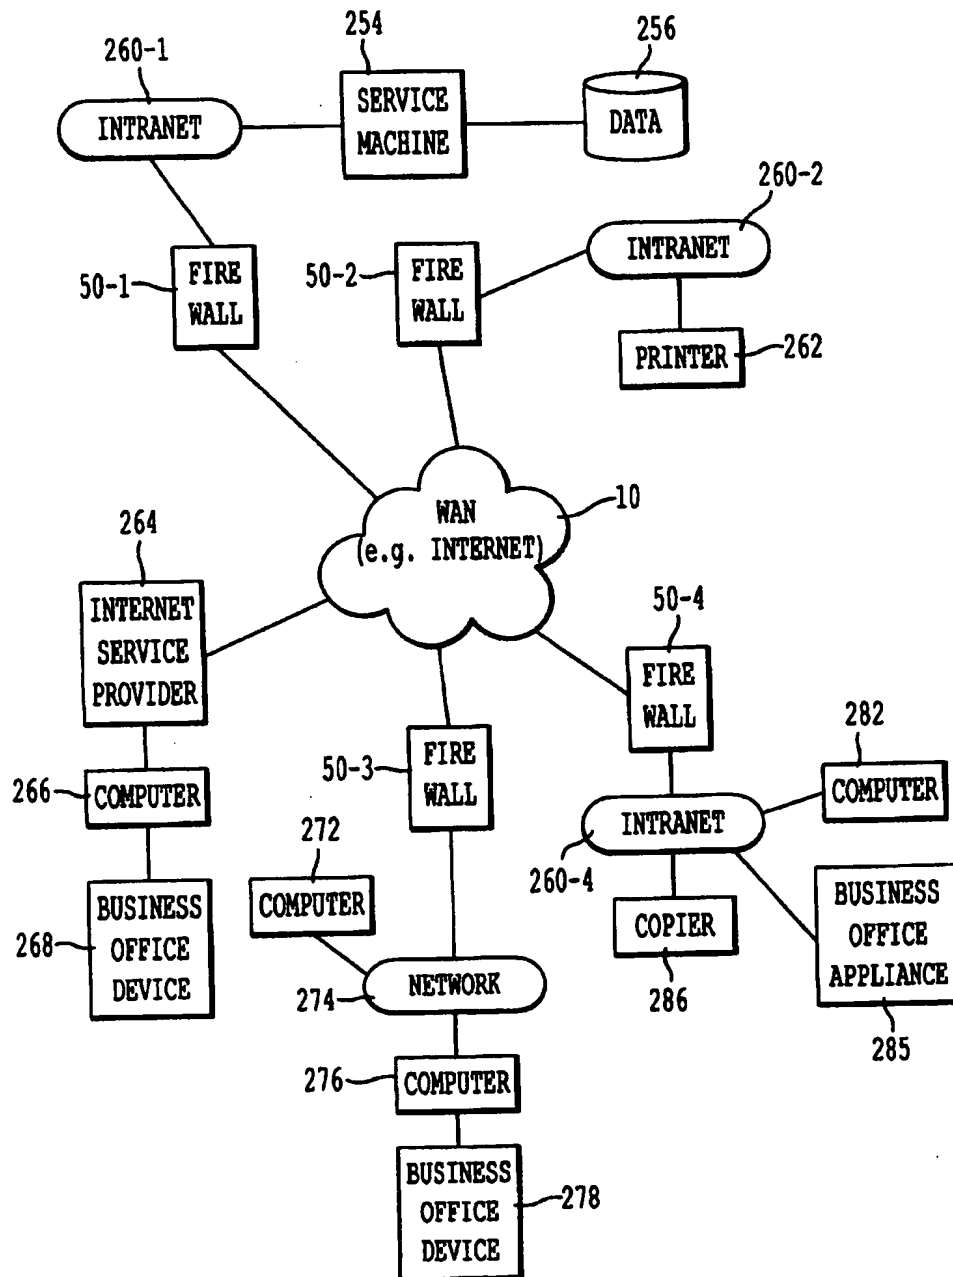 254
256
260-1
SERVICE
MACHINE
INTRANET
DATA
260-2
INTRANET
FIRE
WALL
50-1
FIRE
WALL
50-2
PRINTER
262
10
WAN
(e.g. INTERNET)
264
INTERNET
SERVICE
PROVIDER
50-4
FIRE
WALL
50-3
FIRE
WALL
282
COMPUTER
266
COMPUTER
INTRANET
260-4
272
COMPUTER
BUSINESS
OFFICE
DEVICE
268
COPIER
286
BUSINESS
OFFICE
APPLIANCE
285
NETWORK
274
276
COMPUTER
BUSINESS
OFFICE
DEVICE
278